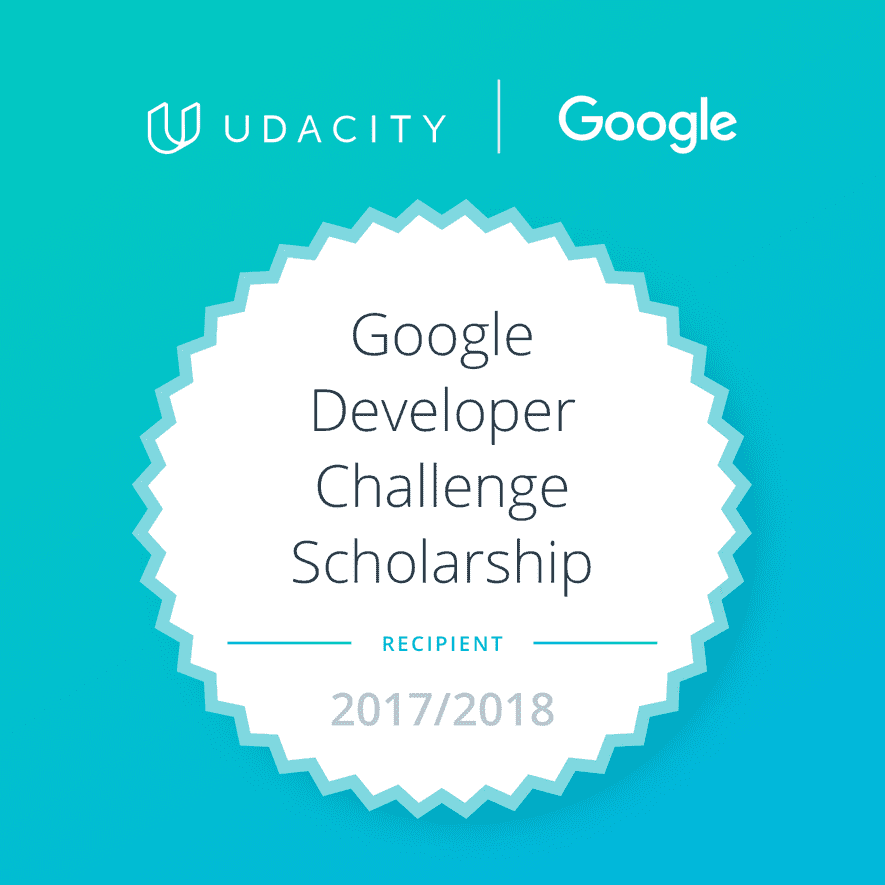 UDACITY | Google
Google
Developer
Challenge
Scholarship
RECIPIENT
2017/2018